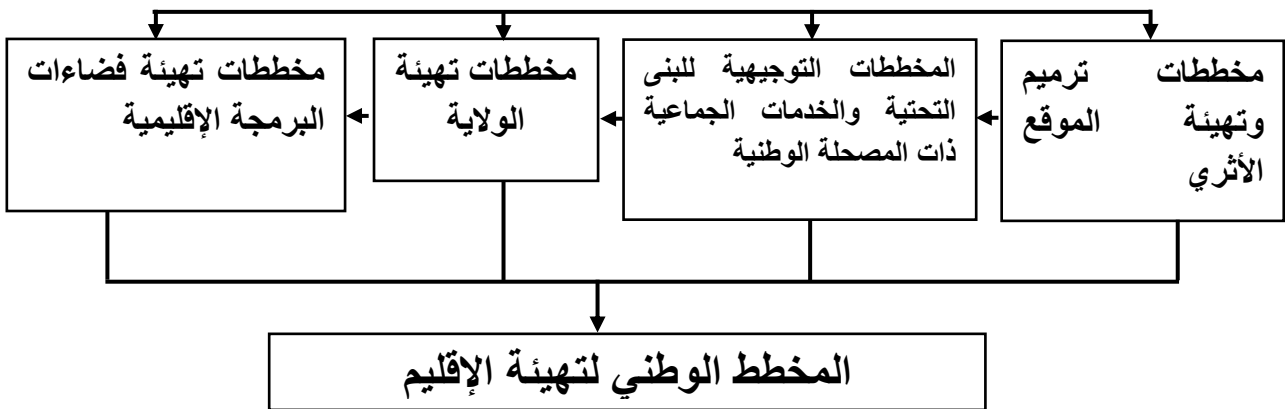 مخططات ترميم
وتهيئة الموقع
الأثري
المخططات التوجيهية للبنى
التحتية والخدمات الجماعية
ذات المصحلة الوطنية
مخططات تهيئة
الولاية
مخططات تهيئة فضاءات
البرمجة الإقليمية
المخطط الوطني لتهيئة الإقليم